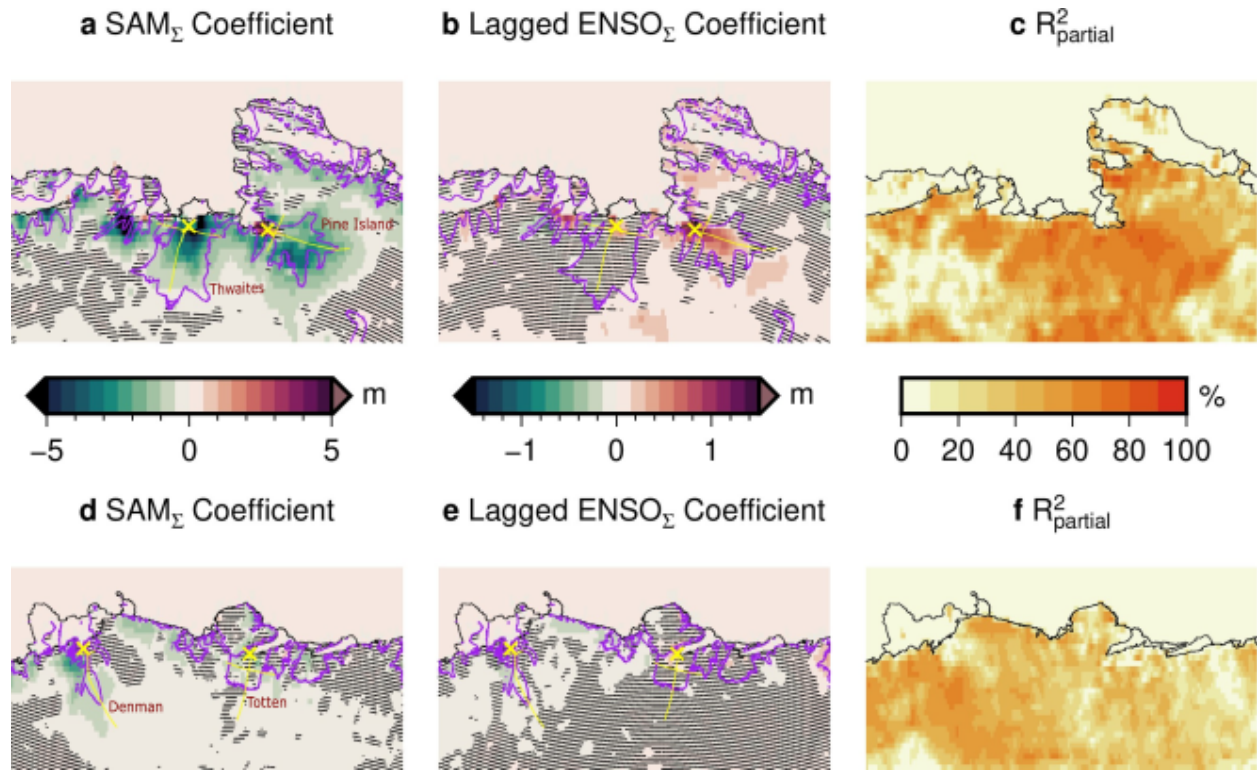 a SAM_Σ Coefficient
b Lagged ENSO_Σ Coefficient
c R²_partial
Pine Island
Thwaites
−5 0 5 m
−1 0 1 m
0 20 40 60 80 100 %
d SAM_Σ Coefficient
e Lagged ENSO_Σ Coefficient
f R²_partial
Denman
Totten